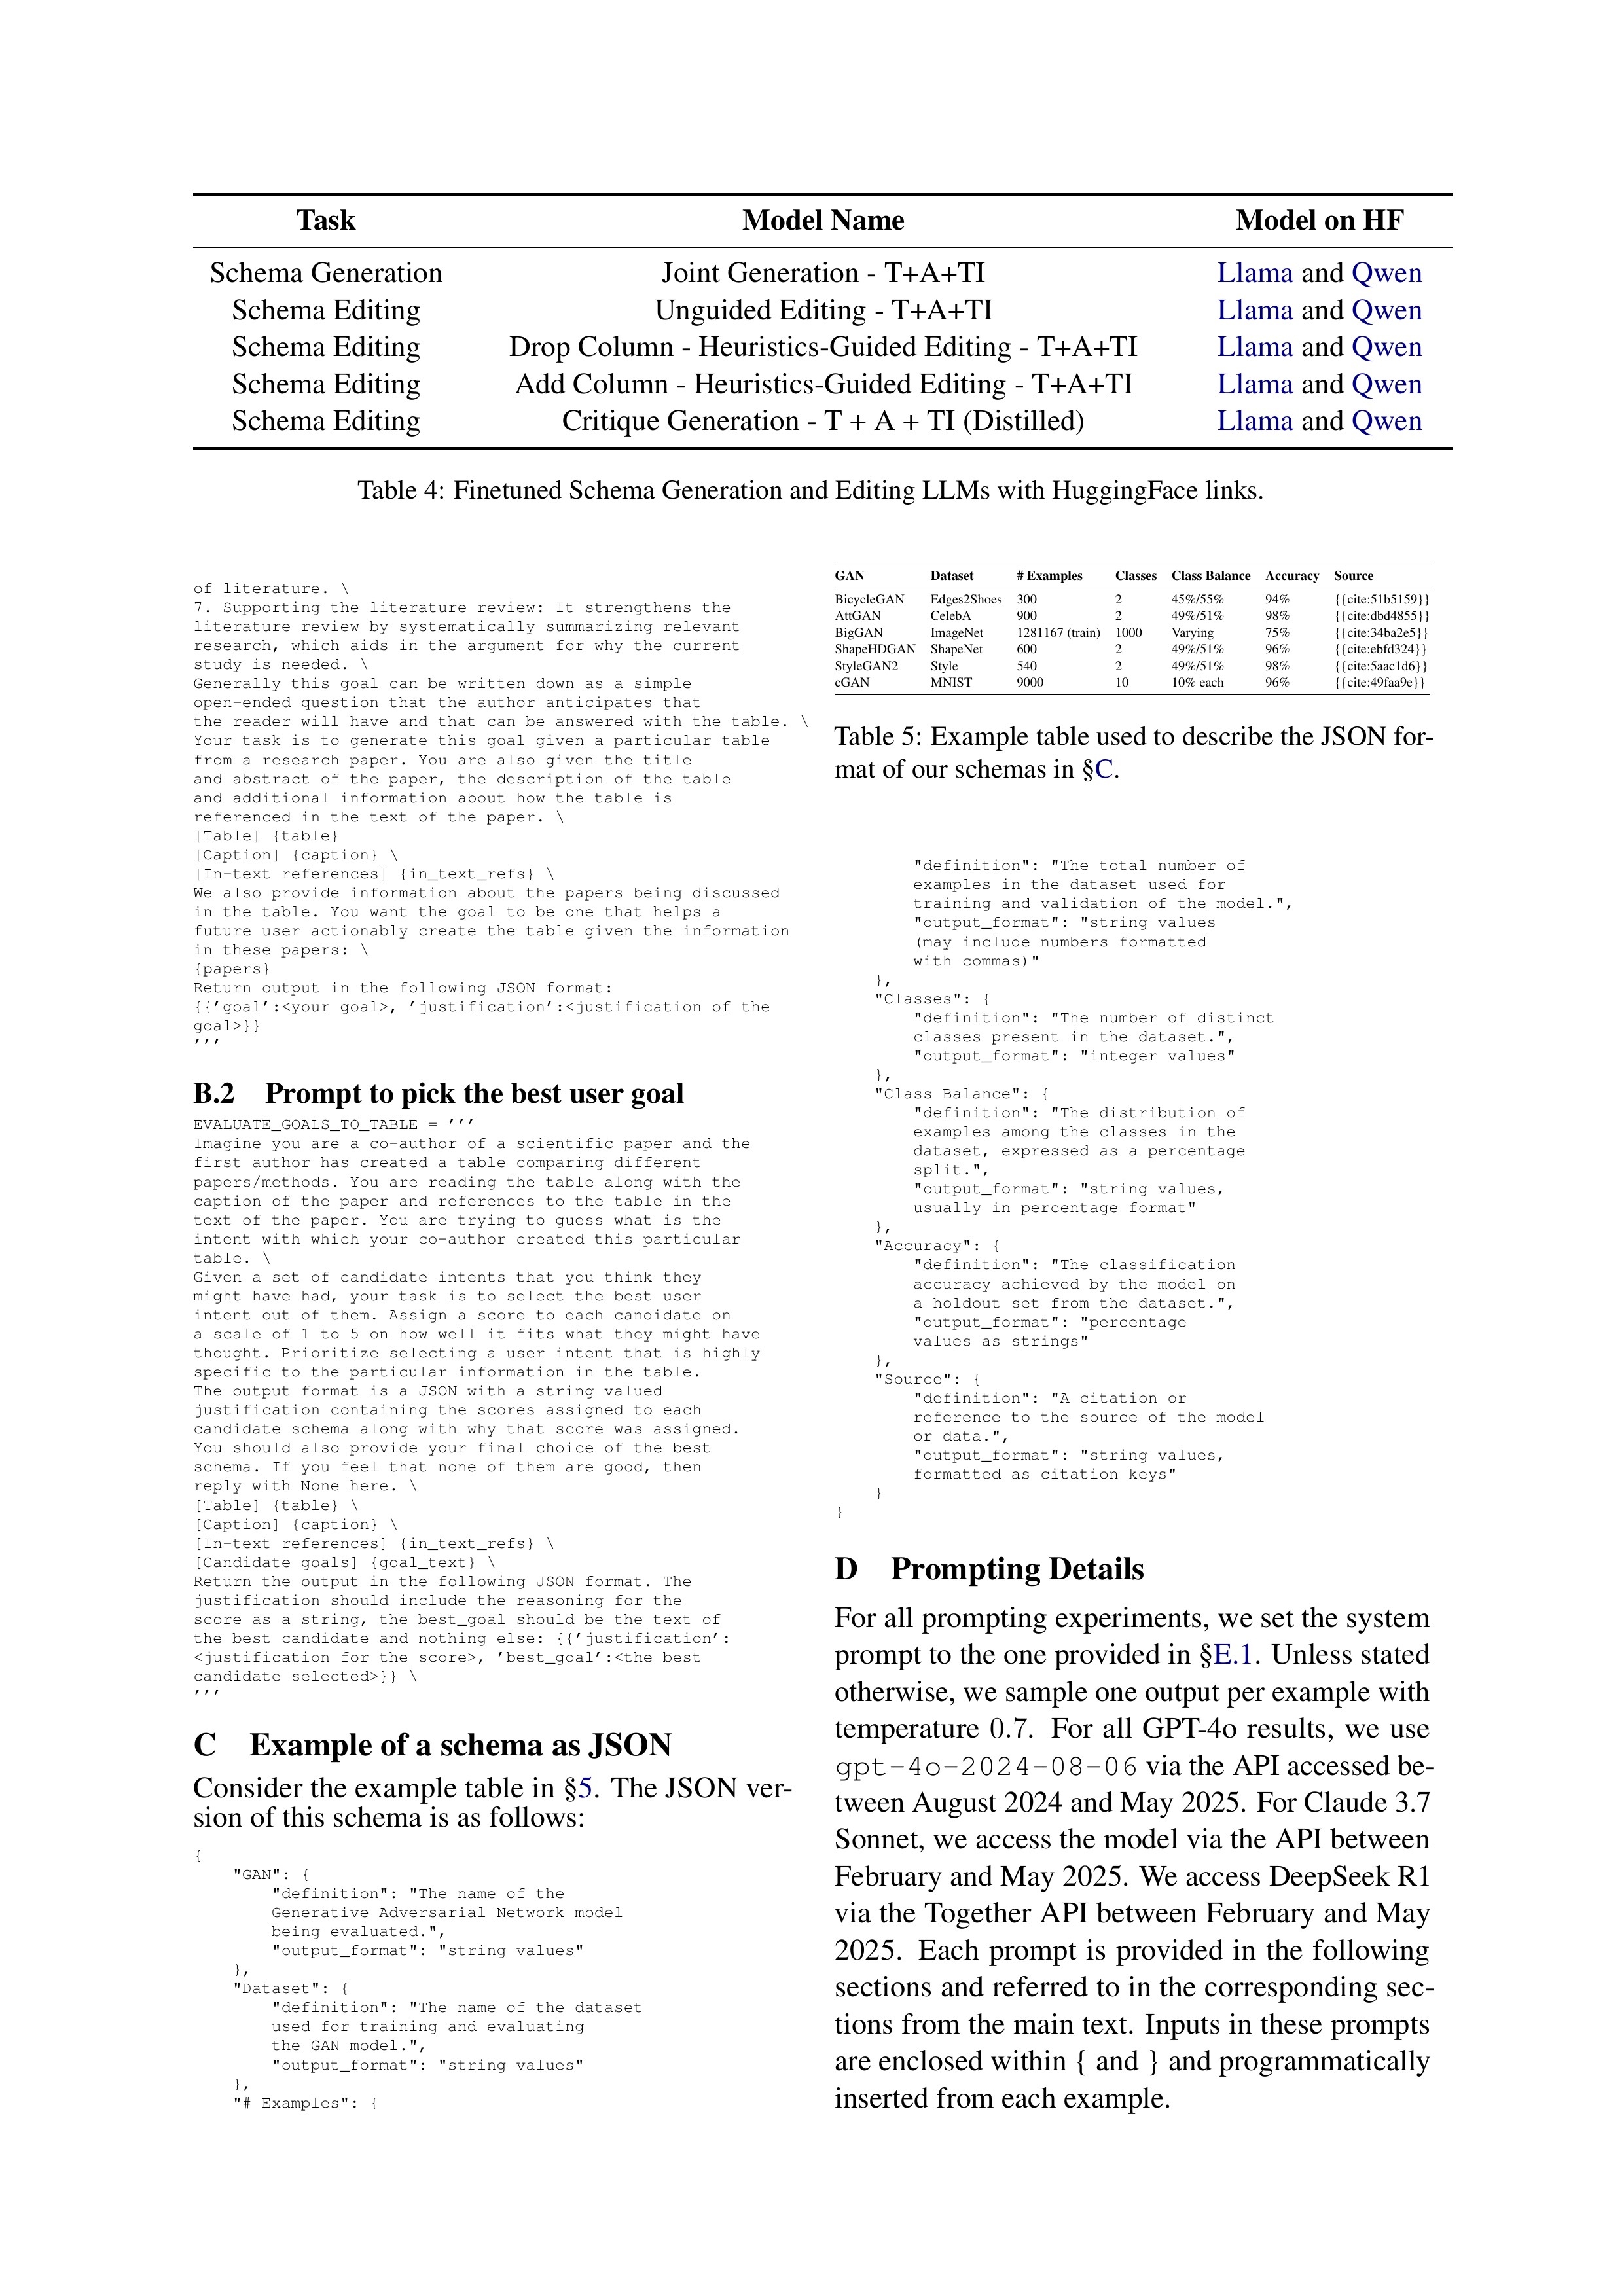 Task Model Name Model on HF
Schema Generation Joint Generation - T+A+TI Llama and Qwen
Schema Editing Unguided Editing - T+A+TI Llama and Qwen
Schema Editing Drop Column - Heuristics-Guided Editing - T+A+TI Llama and Qwen
Schema Editing Add Column - Heuristics-Guided Editing - T+A+TI Llama and Qwen
Schema Editing Critique Generation - T + A + TI (Distilled) Llama and Qwen
Table 4: Finetuned Schema Generation and Editing LLMs with HuggingFace links.
of literature. \
7. Supporting the literature review: It strengthens the
literature review by systematically summarizing relevant
research, which aids in the argument for why the current
study is needed. \
Generally this goal can be written down as a simple
open-ended question that the author anticipates that
the reader will have and that can be answered with the table. \
Your task is to generate this goal given a particular table
from a research paper. You are also given the title
and abstract of the paper, the description of the table
and additional information about how the table is
referenced in the text of the paper. \
[Table] {table}
[Caption] {caption} \
[In-text references] {in_text_refs} \
We also provide information about the papers being discussed
in the table. You want the goal to be one that helps a
future user actionably create the table given the information
in these papers: \
{papers}
Return output in the following JSON format:
{{’goal’:<your goal>, ’justification’:<justification of the
goal>}}
’’’
B.2 Prompt to pick the best user goal
EVALUATE_GOALS_TO_TABLE = ’’’
Imagine you are a co-author of a scientific paper and the
first author has created a table comparing different
papers/methods. You are reading the table along with the
caption of the paper and references to the table in the
text of the paper. You are trying to guess what is the
intent with which your co-author created this particular
table. \
Given a set of candidate intents that you think they
might have had, your task is to select the best user
intent out of them. Assign a score to each candidate on
a scale of 1 to 5 on how well it fits what they might have
thought. Prioritize selecting a user intent that is highly
specific to the particular information in the table.
The output format is a JSON with a string valued
justification containing the scores assigned to each
candidate schema along with why that score was assigned.
You should also provide your final choice of the best
schema. If you feel that none of them are good, then
reply with None here. \
[Table] {table} \
[Caption] {caption} \
[In-text references] {in_text_refs} \
[Candidate goals] {goal_text} \
Return the output in the following JSON format. The
justification should include the reasoning for the
score as a string, the best_goal should be the text of
the best candidate and nothing else: {{’justification’:
<justification for the score>, ’best_goal’:<the best
candidate selected>}} \
’’’
C Example of a schema as JSON
Consider the example table in §5. The JSON ver-
sion of this schema is as follows:
{
"GAN": {
"definition": "The name of the
Generative Adversarial Network model
being evaluated.",
"output_format": "string values"
},
"Dataset": {
"definition": "The name of the dataset
used for training and evaluating
the GAN model.",
"output_format": "string values"
},
"# Examples": {
GAN Dataset # Examples Classes Class Balance Accuracy Source
BicycleGAN Edges2Shoes 300 2 45%/55% 94% {{cite:51b5159}}
AttGAN CelebA 900 2 49%/51% 98% {{cite:dbd4855}}
BigGAN ImageNet 1281167 (train) 1000 Varying 75% {{cite:34ba2e5}}
ShapeHDGAN ShapeNet 600 2 49%/51% 96% {{cite:ebfd324}}
StyleGAN2 Style 540 2 49%/51% 98% {{cite:5aac1d6}}
cGAN MNIST 9000 10 10% each 96% {{cite:49faa9e}}
Table 5: Example table used to describe the JSON for-
mat of our schemas in §C.
"definition": "The total number of
examples in the dataset used for
training and validation of the model.",
"output_format": "string values
(may include numbers formatted
with commas)"
},
"Classes": {
"definition": "The number of distinct
classes present in the dataset.",
"output_format": "integer values"
},
"Class Balance": {
"definition": "The distribution of
examples among the classes in the
dataset, expressed as a percentage
split.",
"output_format": "string values,
usually in percentage format"
},
"Accuracy": {
"definition": "The classification
accuracy achieved by the model on
a holdout set from the dataset.",
"output_format": "percentage
values as strings"
},
"Source": {
"definition": "A citation or
reference to the source of the model
or data.",
"output_format": "string values,
formatted as citation keys"
}
}
D Prompting Details
For all prompting experiments, we set the system
prompt to the one provided in §E.1. Unless stated
otherwise, we sample one output per example with
temperature 0.7. For all GPT-4o results, we use
gpt-4o-2024-08-06 via the API accessed be-
tween August 2024 and May 2025. For Claude 3.7
Sonnet, we access the model via the API between
February and May 2025. We access DeepSeek R1
via the Together API between February and May
2025. Each prompt is provided in the following
sections and referred to in the corresponding sec-
tions from the main text. Inputs in these prompts
are enclosed within { and } and programmatically
inserted from each example.